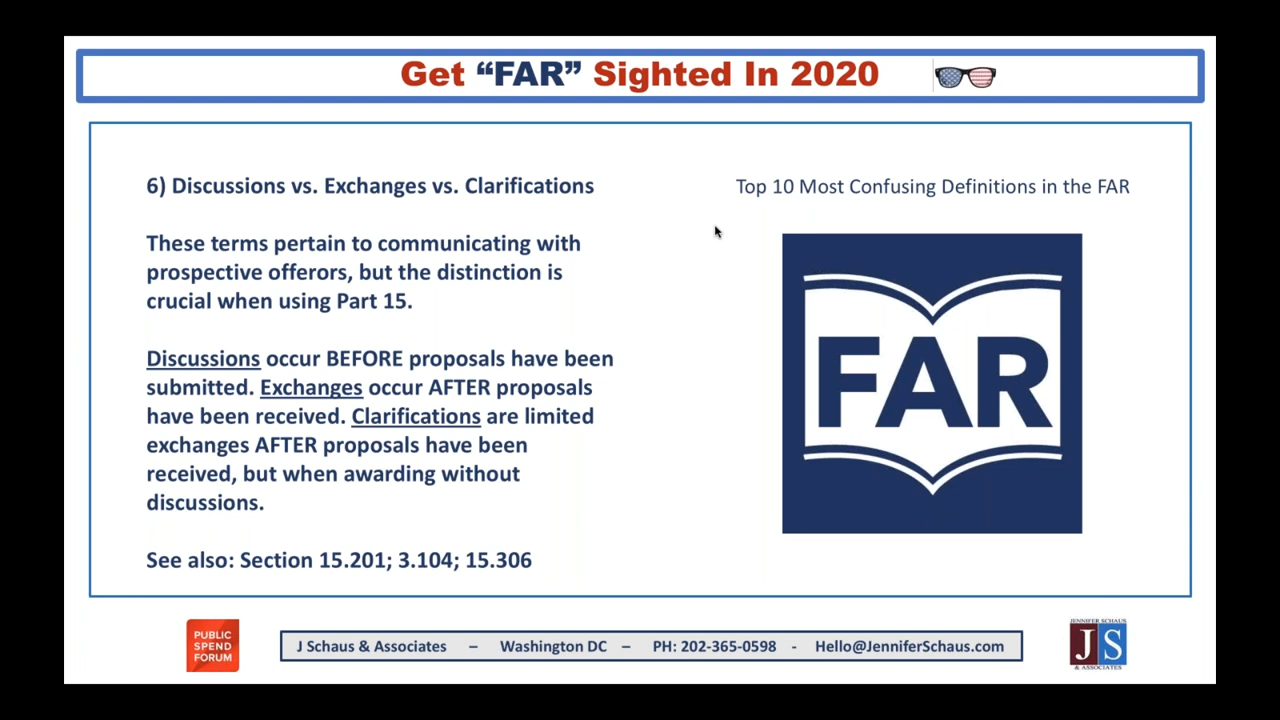 Get “FAR” Sighted In 2020
6) Discussions vs. Exchanges vs. Clarifications
These terms pertain to communicating with
prospective offerors, but the distinction is
crucial when using Part 15.
Discussions occur BEFORE proposals have been
submitted. Exchanges occur AFTER proposals
have been received. Clarifications are limited
exchanges AFTER proposals have been
received, but when awarding without
discussions.
See also: Section 15.201; 3.104; 15.306
Top 10 Most Confusing Definitions in the FAR
FAR
PUBLIC
SPEND
FORUM
J Schaus & Associates – Washington DC – PH: 202-365-0598 - Hello@JenniferSchaus.com
JENNIFER SCHAUS
JS
& ASSOCIATES